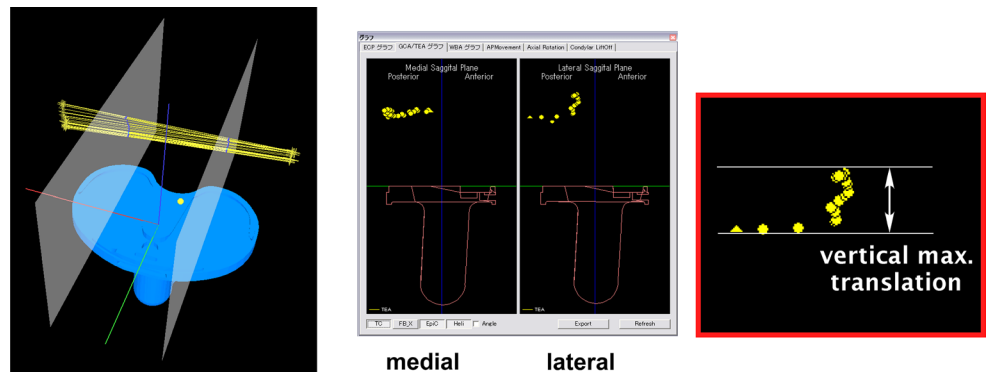 グラフ
ECP グラフ GCA/TEA グラフ WBA グラフ APMovement Axial Rotation Condylar LiftOff
Medial Saggital Plane
Posterior Anterior
Lateral Saggital Plane
Posterior Anterior
TEA
TEA
TC FB_X EpiC Heli Angle Export Refresh
medial lateral
vertical max.
translation